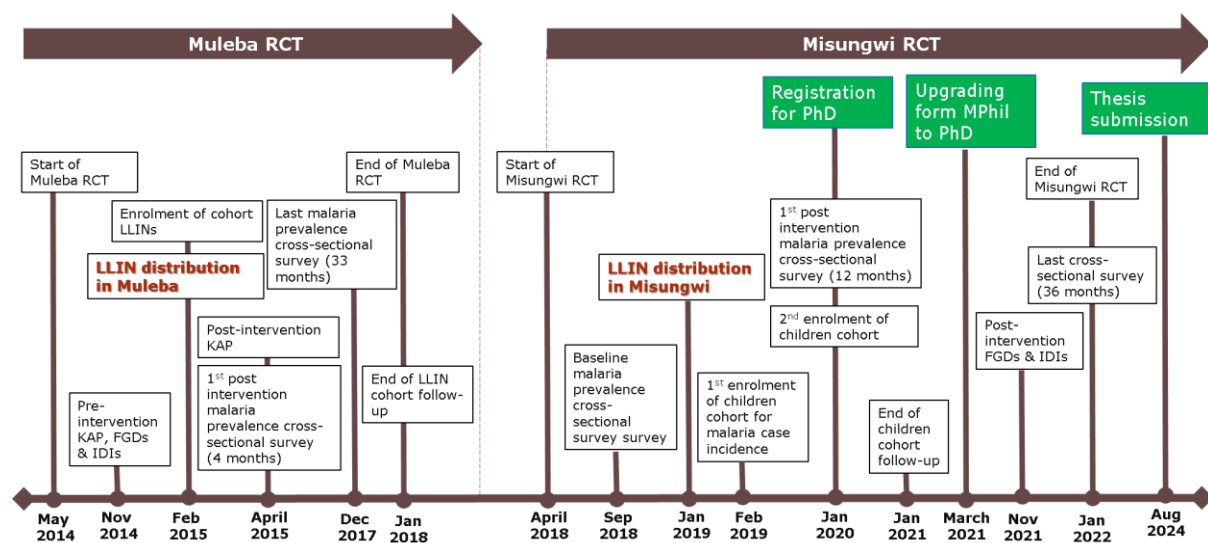 Muleba RCT
Misungwi RCT
Registration
for PhD
Upgrading
form MPhil
to PhD
Thesis
submission
Start of
Muleba RCT
End of Muleba
RCT
Start of
Misungwi RCT
End of
Misungwi RCT
Enrolment of cohort
LLINs
Last malaria
prevalence
cross-sectional
survey (33
months)
1st post
intervention
malaria prevalence
cross-sectional
survey (12 months)
LLIN distribution
in Muleba
LLIN distribution
in Misungwi
Last cross-
sectional survey
(36 months)
2nd enrolment of
children cohort
Post-intervention
KAP
Post-
intervention
FGDs & IDIs
Baseline
malaria
prevalence
cross-
sectional
survey survey
1st post
intervention
malaria
prevalence cross-
sectional survey
(4 months)
End of LLIN
cohort follow-
up
1st enrolment
of children
cohort for
malaria case
incidence
Pre-
intervention
KAP, FGDs
& IDIs
End of
children
cohort
follow-up
May
2014
Nov
2014
Feb
2015
April
2015
Dec
2017
Jan
2018
April
2018
Sep
2018
Jan
2019
Feb
2019
Jan
2020
Jan
2021
March
2021
Nov
2021
Jan
2022
Aug
2024